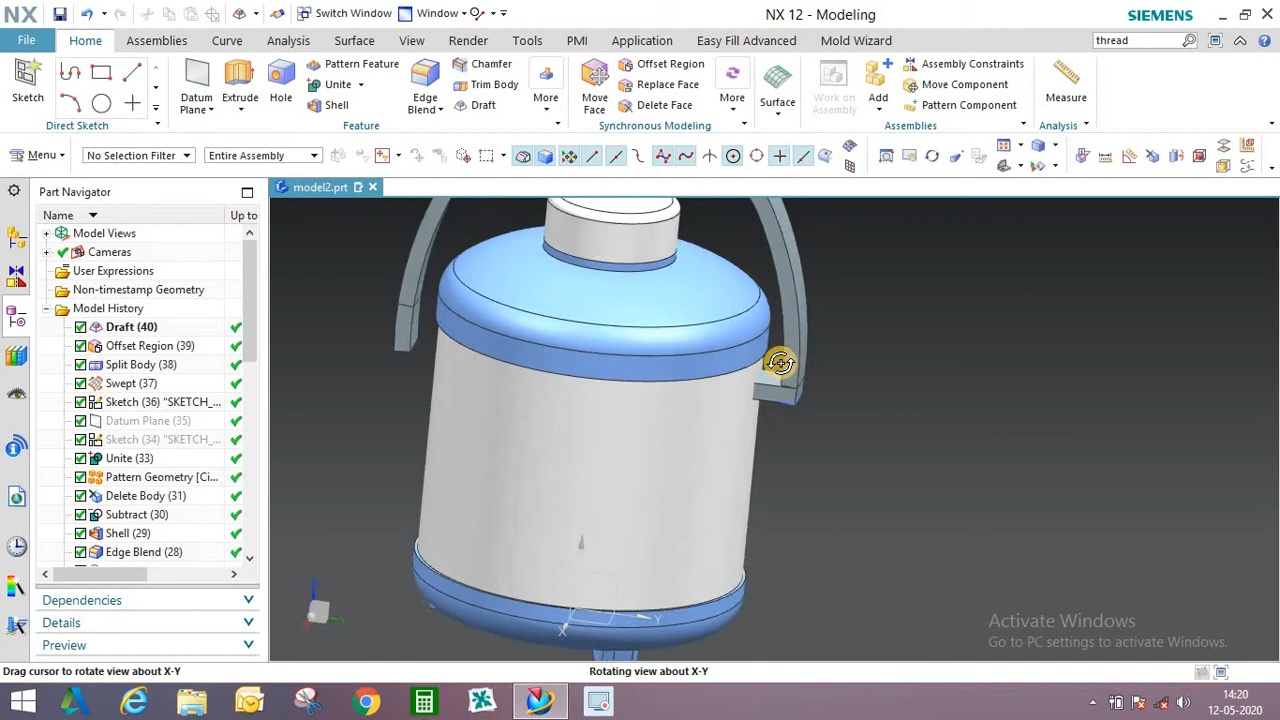 NX
Switch Window
Window
NX 12 - Modeling
SIEMENS
File
Home
Assemblies
Curve
Analysis
Surface
View
Render
Tools
PMI
Application
Easy Fill Advanced
Mold Wizard
thread
Sketch
Direct Sketch
Datum
Plane
Extrude
Hole
Pattern Feature
Unite
Shell
Edge
Blend
Chamfer
Trim Body
Draft
More
Feature
Move
Face
Offset Region
Replace Face
Delete Face
More
Synchronous Modeling
Surface
Work on
Assembly
Add
Assembly Constraints
Move Component
Pattern Component
Assemblies
Measure
Analysis
Menu
No Selection Filter
Entire Assembly
Part Navigator
model2.prt
Name
Up to
Model Views
Cameras
User Expressions
Non-timestamp Geometry
Model History
Draft (40)
Offset Region (39)
Split Body (38)
Swept (37)
Sketch (36) "SKETCH_...
Datum Plane (35)
Sketch (34) "SKETCH_...
Unite (33)
Pattern Geometry [Ci...
Delete Body (31)
Subtract (30)
Shell (29)
Edge Blend (28)
Dependencies
Details
Preview
X
Y
Activate Windows
Go to PC settings to activate Windows.
Drag cursor to rotate view about X-Y
Rotating view about X-Y
14:20
12-05-2020